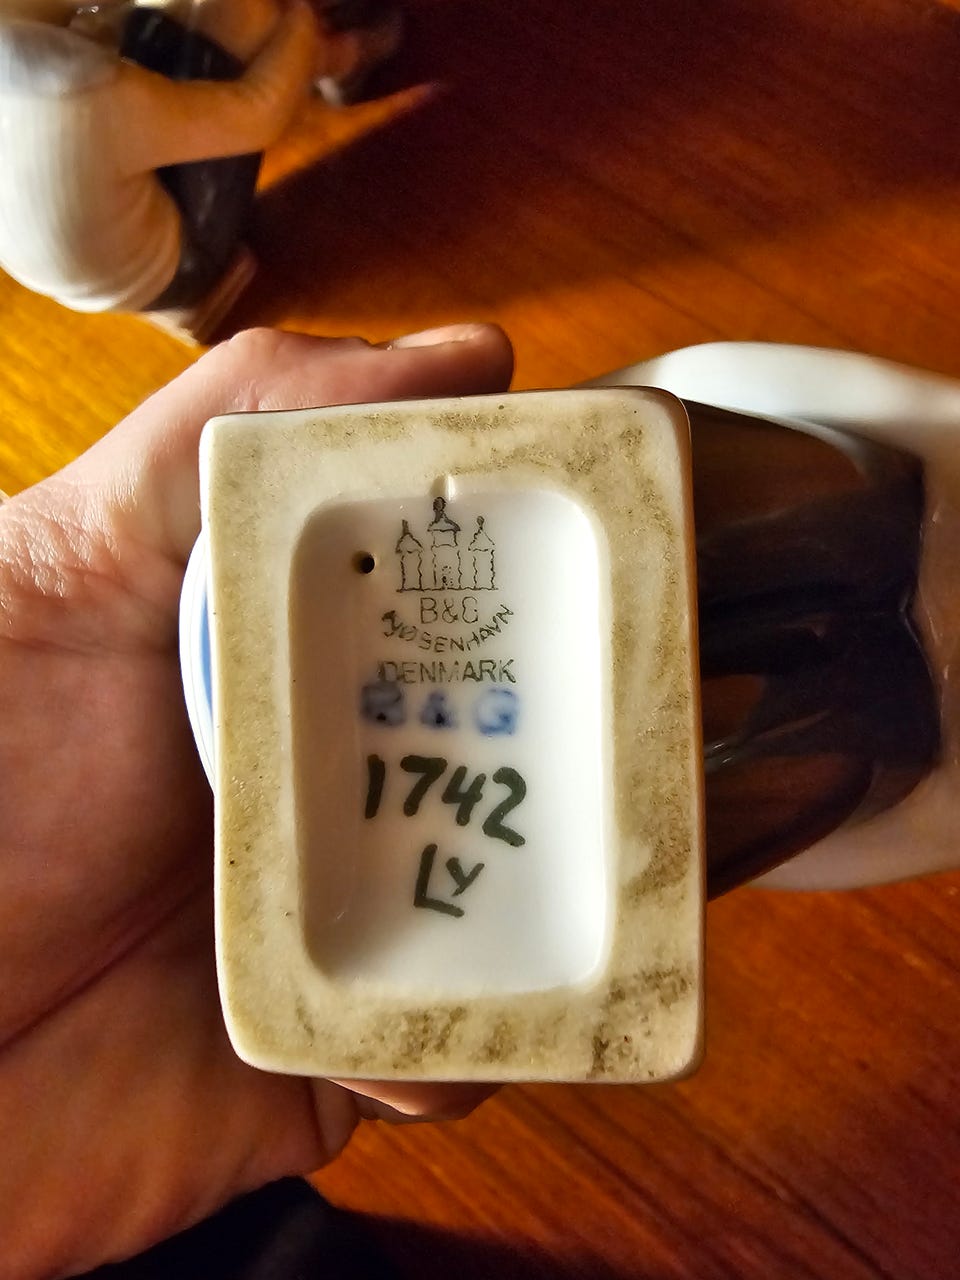 B&G
KJØBENHAVN
DENMARK
B & G
1742
Ly